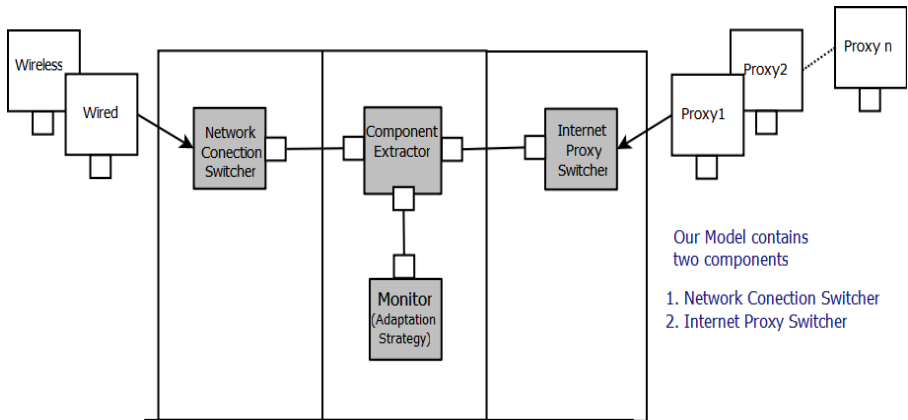 Wireless
Wired
Network
Conection
Switcher
Component
Extractor
Monitor
(Adaptation
Strategy)
Internet
Proxy
Switcher
Proxy1
Proxy2
Proxy n
Our Model contains
two components
1. Network Conection Switcher
2. Internet Proxy Switcher